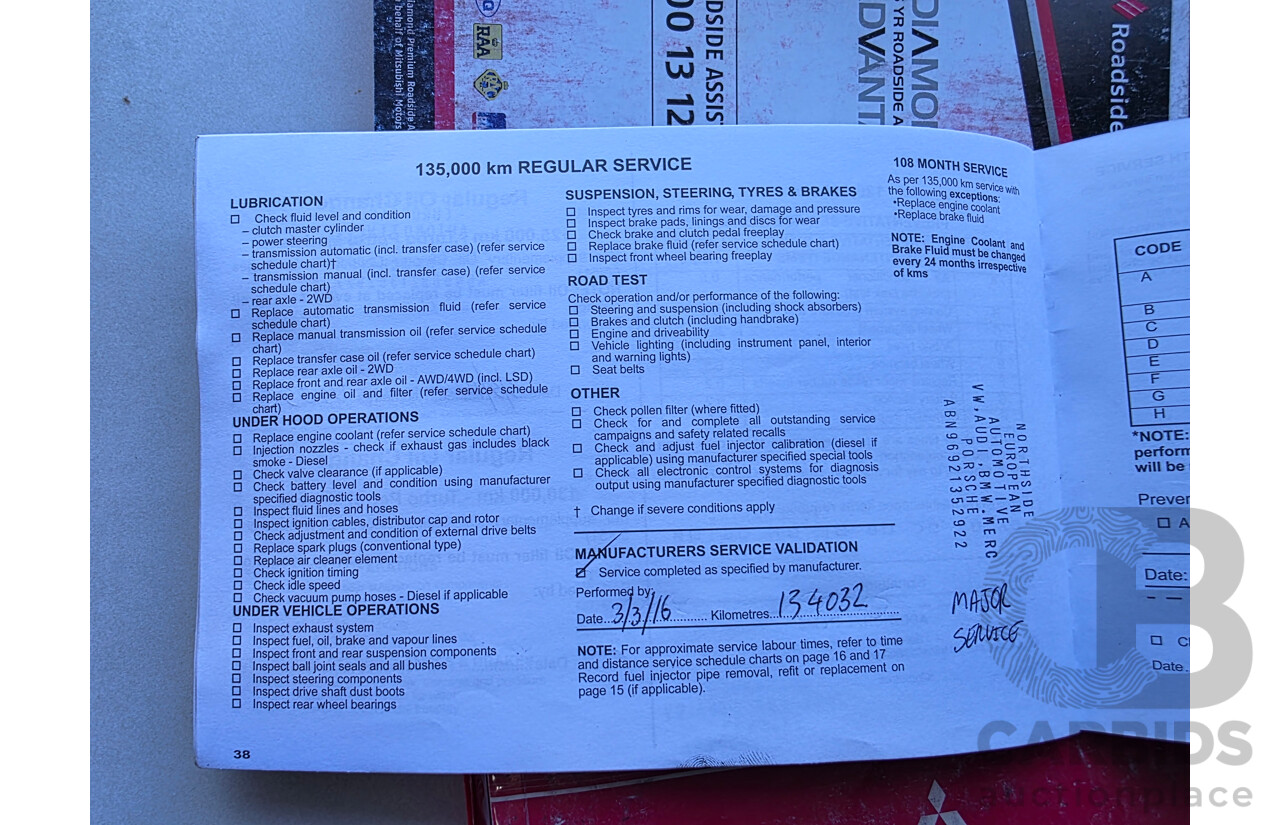 Diamond Premium Roadside A
behalf of Mitsubishi Motors
RAA
ROADSIDE ASSIST
00 13 12
DIAMO
5 YR ROADSIDE A
ADVANTA
Roadside
135,000 km REGULAR SERVICE
LUBRICATION
Check fluid level and condition
– clutch master cylinder
– power steering
– transmission automatic (incl. transfer case) (refer service
schedule chart)†
– transmission manual (incl. transfer case) (refer service
schedule chart)
– rear axle - 2WD
Replace automatic transmission fluid (refer service
schedule chart)
Replace manual transmission oil (refer service schedule
chart)
Replace transfer case oil (refer service schedule chart)
Replace rear axle oil - 2WD
Replace front and rear axle oil - AWD/4WD (incl. LSD)
Replace engine oil and filter (refer service schedule
chart)
UNDER HOOD OPERATIONS
Replace engine coolant (refer service schedule chart)
Injection nozzles - check if exhaust gas includes black
smoke - Diesel
Check valve clearance (if applicable)
Check battery level and condition using manufacturer
specified diagnostic tools
Inspect fluid lines and hoses
Inspect ignition cables, distributor cap and rotor
Check adjustment and condition of external drive belts
Replace spark plugs (conventional type)
Replace air cleaner element
Check ignition timing
Check idle speed
Check vacuum pump hoses - Diesel if applicable
UNDER VEHICLE OPERATIONS
Inspect exhaust system
Inspect fuel, oil, brake and vapour lines
Inspect front and rear suspension components
Inspect ball joint seals and all bushes
Inspect steering components
Inspect drive shaft dust boots
Inspect rear wheel bearings
38
SUSPENSION, STEERING, TYRES & BRAKES
Inspect tyres and rims for wear, damage and pressure
Inspect brake pads, linings and discs for wear
Check brake and clutch pedal freeplay
Replace brake fluid (refer service schedule chart)
Inspect front wheel bearing freeplay
ROAD TEST
Check operation and/or performance of the following:
Steering and suspension (including shock absorbers)
Brakes and clutch (including handbrake)
Engine and driveability
Vehicle lighting (including instrument panel, interior
and warning lights)
Seat belts
OTHER
Check pollen filter (where fitted)
Check for and complete all outstanding service
campaigns and safety related recalls
Check and adjust fuel injector calibration (diesel if
applicable) using manufacturer specified special tools
Check all electronic control systems for diagnosis
output using manufacturer specified diagnostic tools
† Change if severe conditions apply
MANUFACTURERS SERVICE VALIDATION
Service completed as specified by manufacturer.
Performed by:
Date...3/3/16........... Kilometres...134032...........
NOTE: For approximate service labour times, refer to time
and distance service schedule charts on page 16 and 17
Record fuel injector pipe removal, refit or replacement on
page 15 (if applicable).
108 MONTH SERVICE
As per 135,000 km service with
the following exceptions:
•Replace engine coolant
•Replace brake fluid
NOTE: Engine Coolant and
Brake Fluid must be changed
every 24 months irrespective
of kms
NORTHSIDE
EUROPEAN
AUTOMOTIVE
VW,AUDI,BMW.MERC
PORSCHE
ABN96921352922
MAJOR
SERVICE
CODE
A
B
C
D
E
F
G
H
*NOTE:
perform
will be
Preven
A
Date:
Date.
CARBIDS
auctionplace